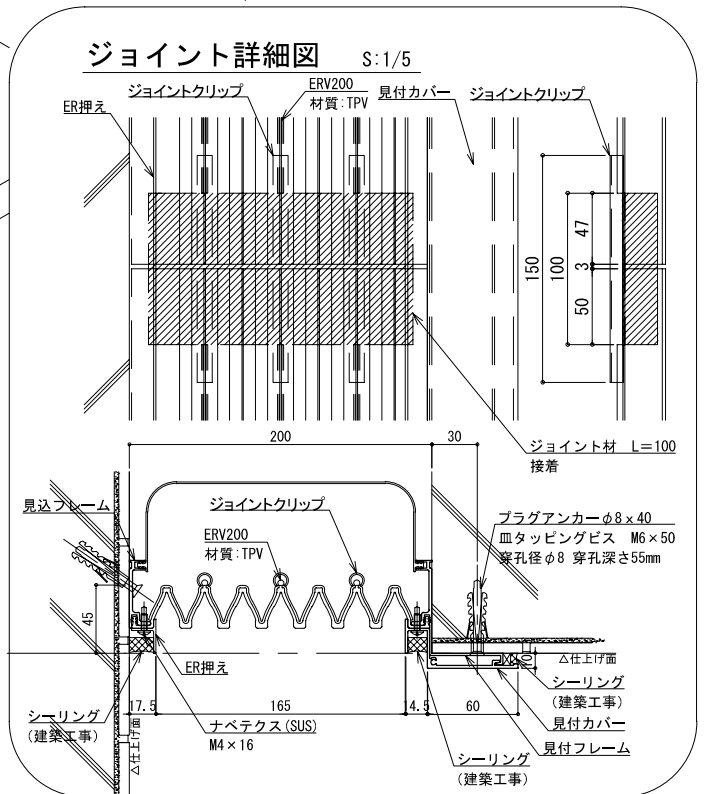 ジョイント詳細図 S:1/5
ジョイントクリップ
ERV200
材質:TPV
見付カバー
ジョイントクリップ
ER押え
150
100
47
3
50
ジョイント材 L=100
接着
200
30
見込フレーム
ジョイントクリップ
ERV200
材質:TPV
プラグアンカーφ8×40
皿タッピングビス M6×50
穿孔径φ8 穿孔深さ55mm
45
ER押え
△仕上げ面
シーリング
(建築工事)
17.5
165
14.5
60
シーリング
(建築工事)
見付カバー
見付フレーム
ナベテクス(SUS)
M4×16
△仕上げ面
シーリング
(建築工事)